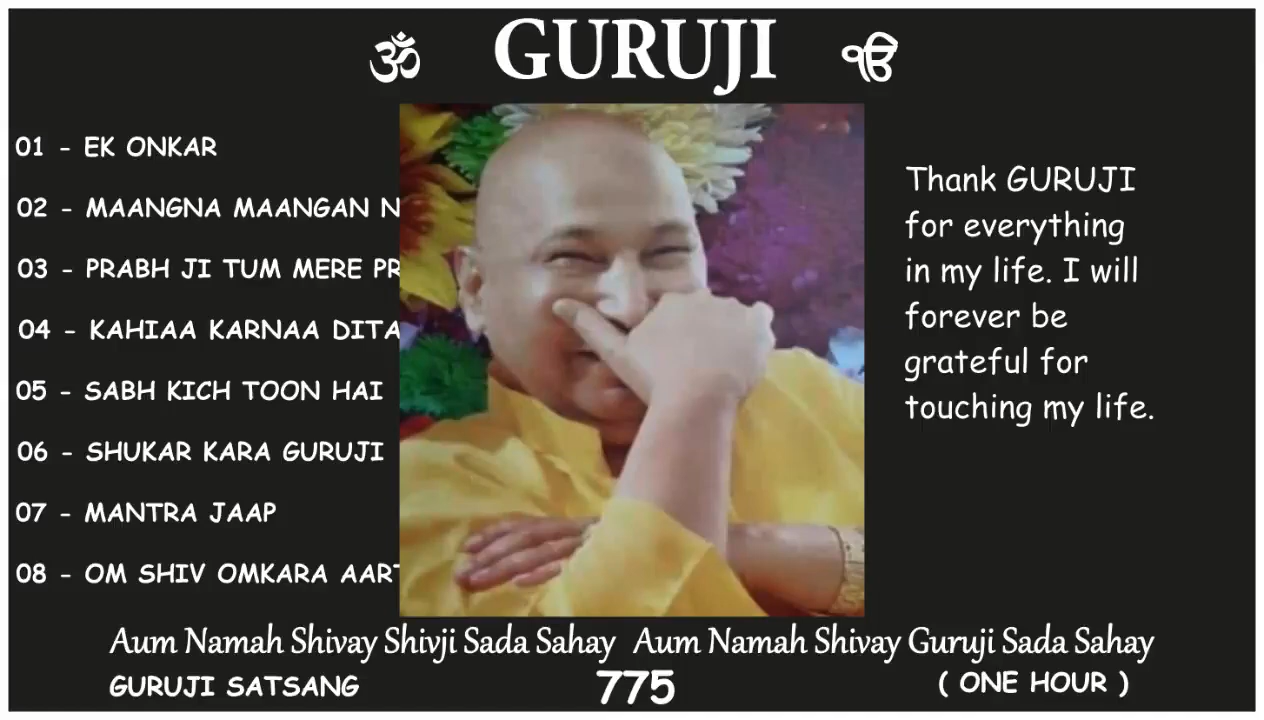 ॐ GURUJI ੴ
01 - EK ONKAR
02 - MAANGNA MAANGAN
03 - PRABH JI TUM MERE
04 - KAHIAA KARNAA DITA
05 - SABH KICH TOON HAI
06 - SHUKAR KARA GURUJI
07 - MANTRA JAAP
08 - OM SHIV OMKARA
Thank GURUJI
for everything
in my life. I will
forever be
grateful for
touching my life.
Aum Namah Shivay Shivji Sada Sahay Aum Namah Shivay Guruji Sada Sahay
GURUJI SATSANG 775 ( ONE HOUR )